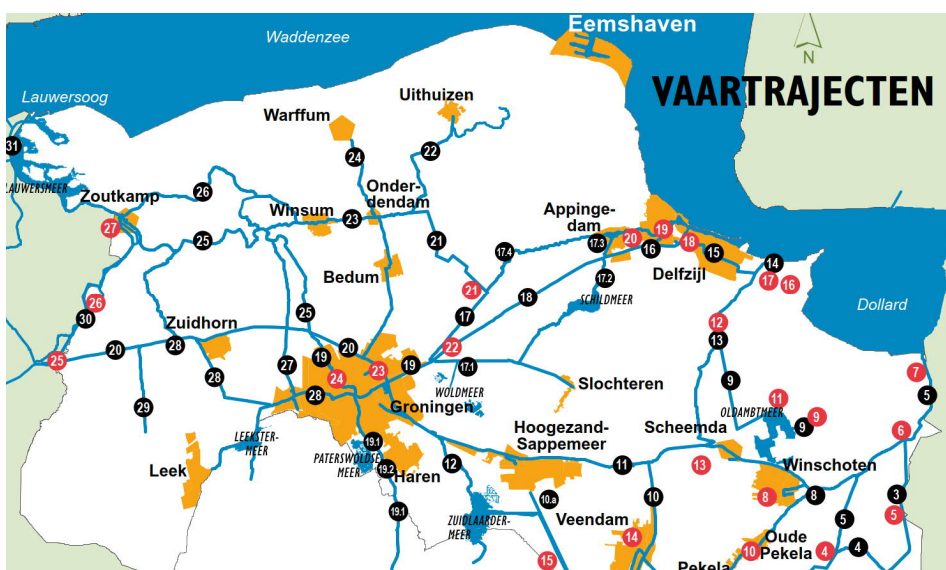 Eemshaven
Waddenzee
N
VAARTRAJECTEN
Lauwersoog
Uithuizen
Warffum
31
22
24
LAUWERSMEER
Zoutkamp
26
Onder-
dendam
Winsum
23
27
25
21
Appinge-
dam
17.4
17.3
20
19
16
18
15
14
Delfzijl
17
16
Bedum
17.2
SCHILDMEER
Dollard
21
18
26
30
17
25
12
13
Zuidhorn
20
28
25
20
19
22
19
17.1
23
24
28
27
28
9
7
5
WOLDMEER
Slochteren
11
9
9
OLDAMBTMEER
29
Groningen
6
LEEKSTER-
MEER
Hoogezand-
Sappemeer
Scheemda
19.1
PATERSWOLDSE
MEER
Leek
19.2
Haren
12
11
13
Winschoten
10.a
10
8
8
3
5
19.1
ZUIDLAARDER-
MEER
Veendam
5
14
Oude
Pekela
10
4
4
15
Pekela